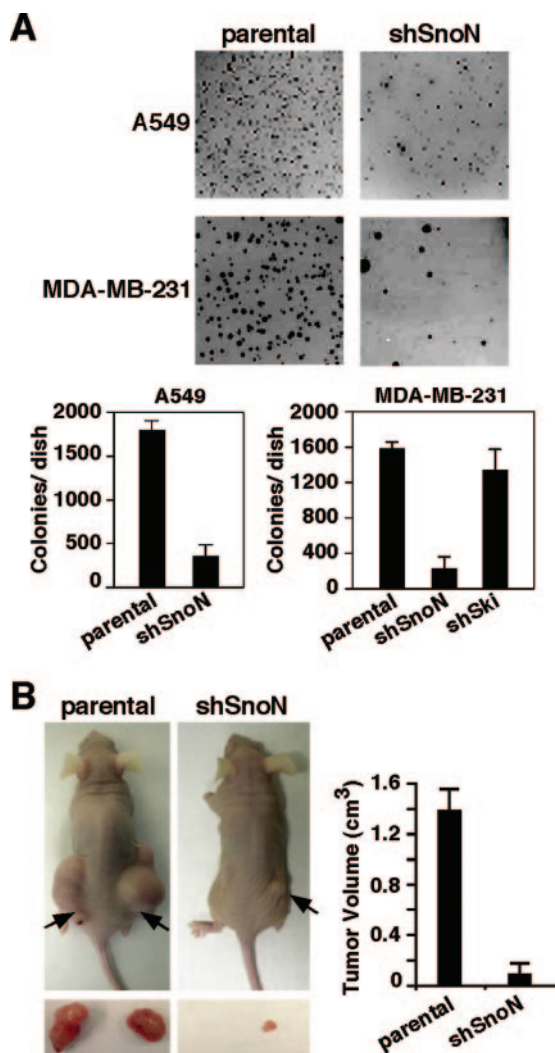 A
parental shSnoN
A549
MDA-MB-231
A549
Colonies/ dish
2000
1500
1000
500
0
parental
shSnoN
MDA-MB-231
Colonies/ dish
2000
1600
1200
800
400
0
parental
shSnoN
shSki
B
parental shSnoN
Tumor Volume (cm3)
1.6
1.2
0.8
0.4
0
parental
shSnoN